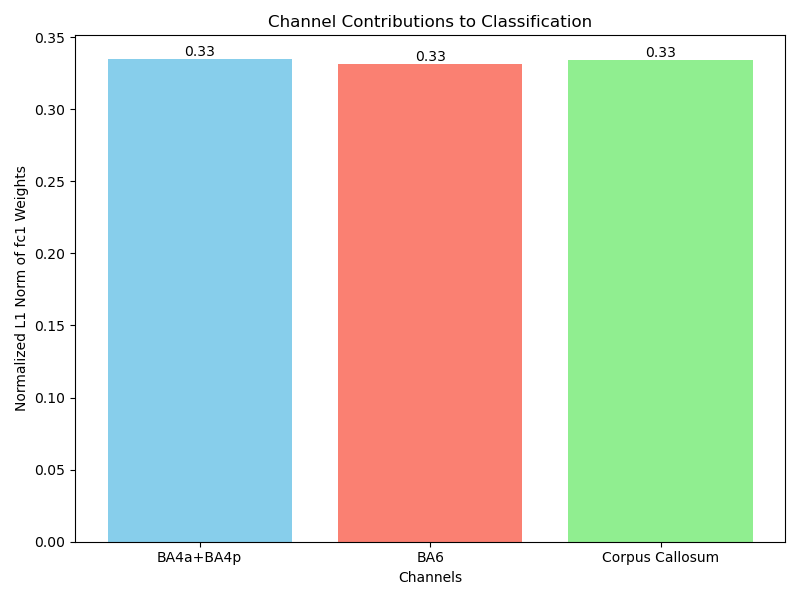 Channel Contributions to Classification
Normalized L1 Norm of fc1 Weights
0.35
0.30
0.25
0.20
0.15
0.10
0.05
0.00
0.33
0.33
0.33
BA4a+BA4p
BA6
Corpus Callosum
Channels